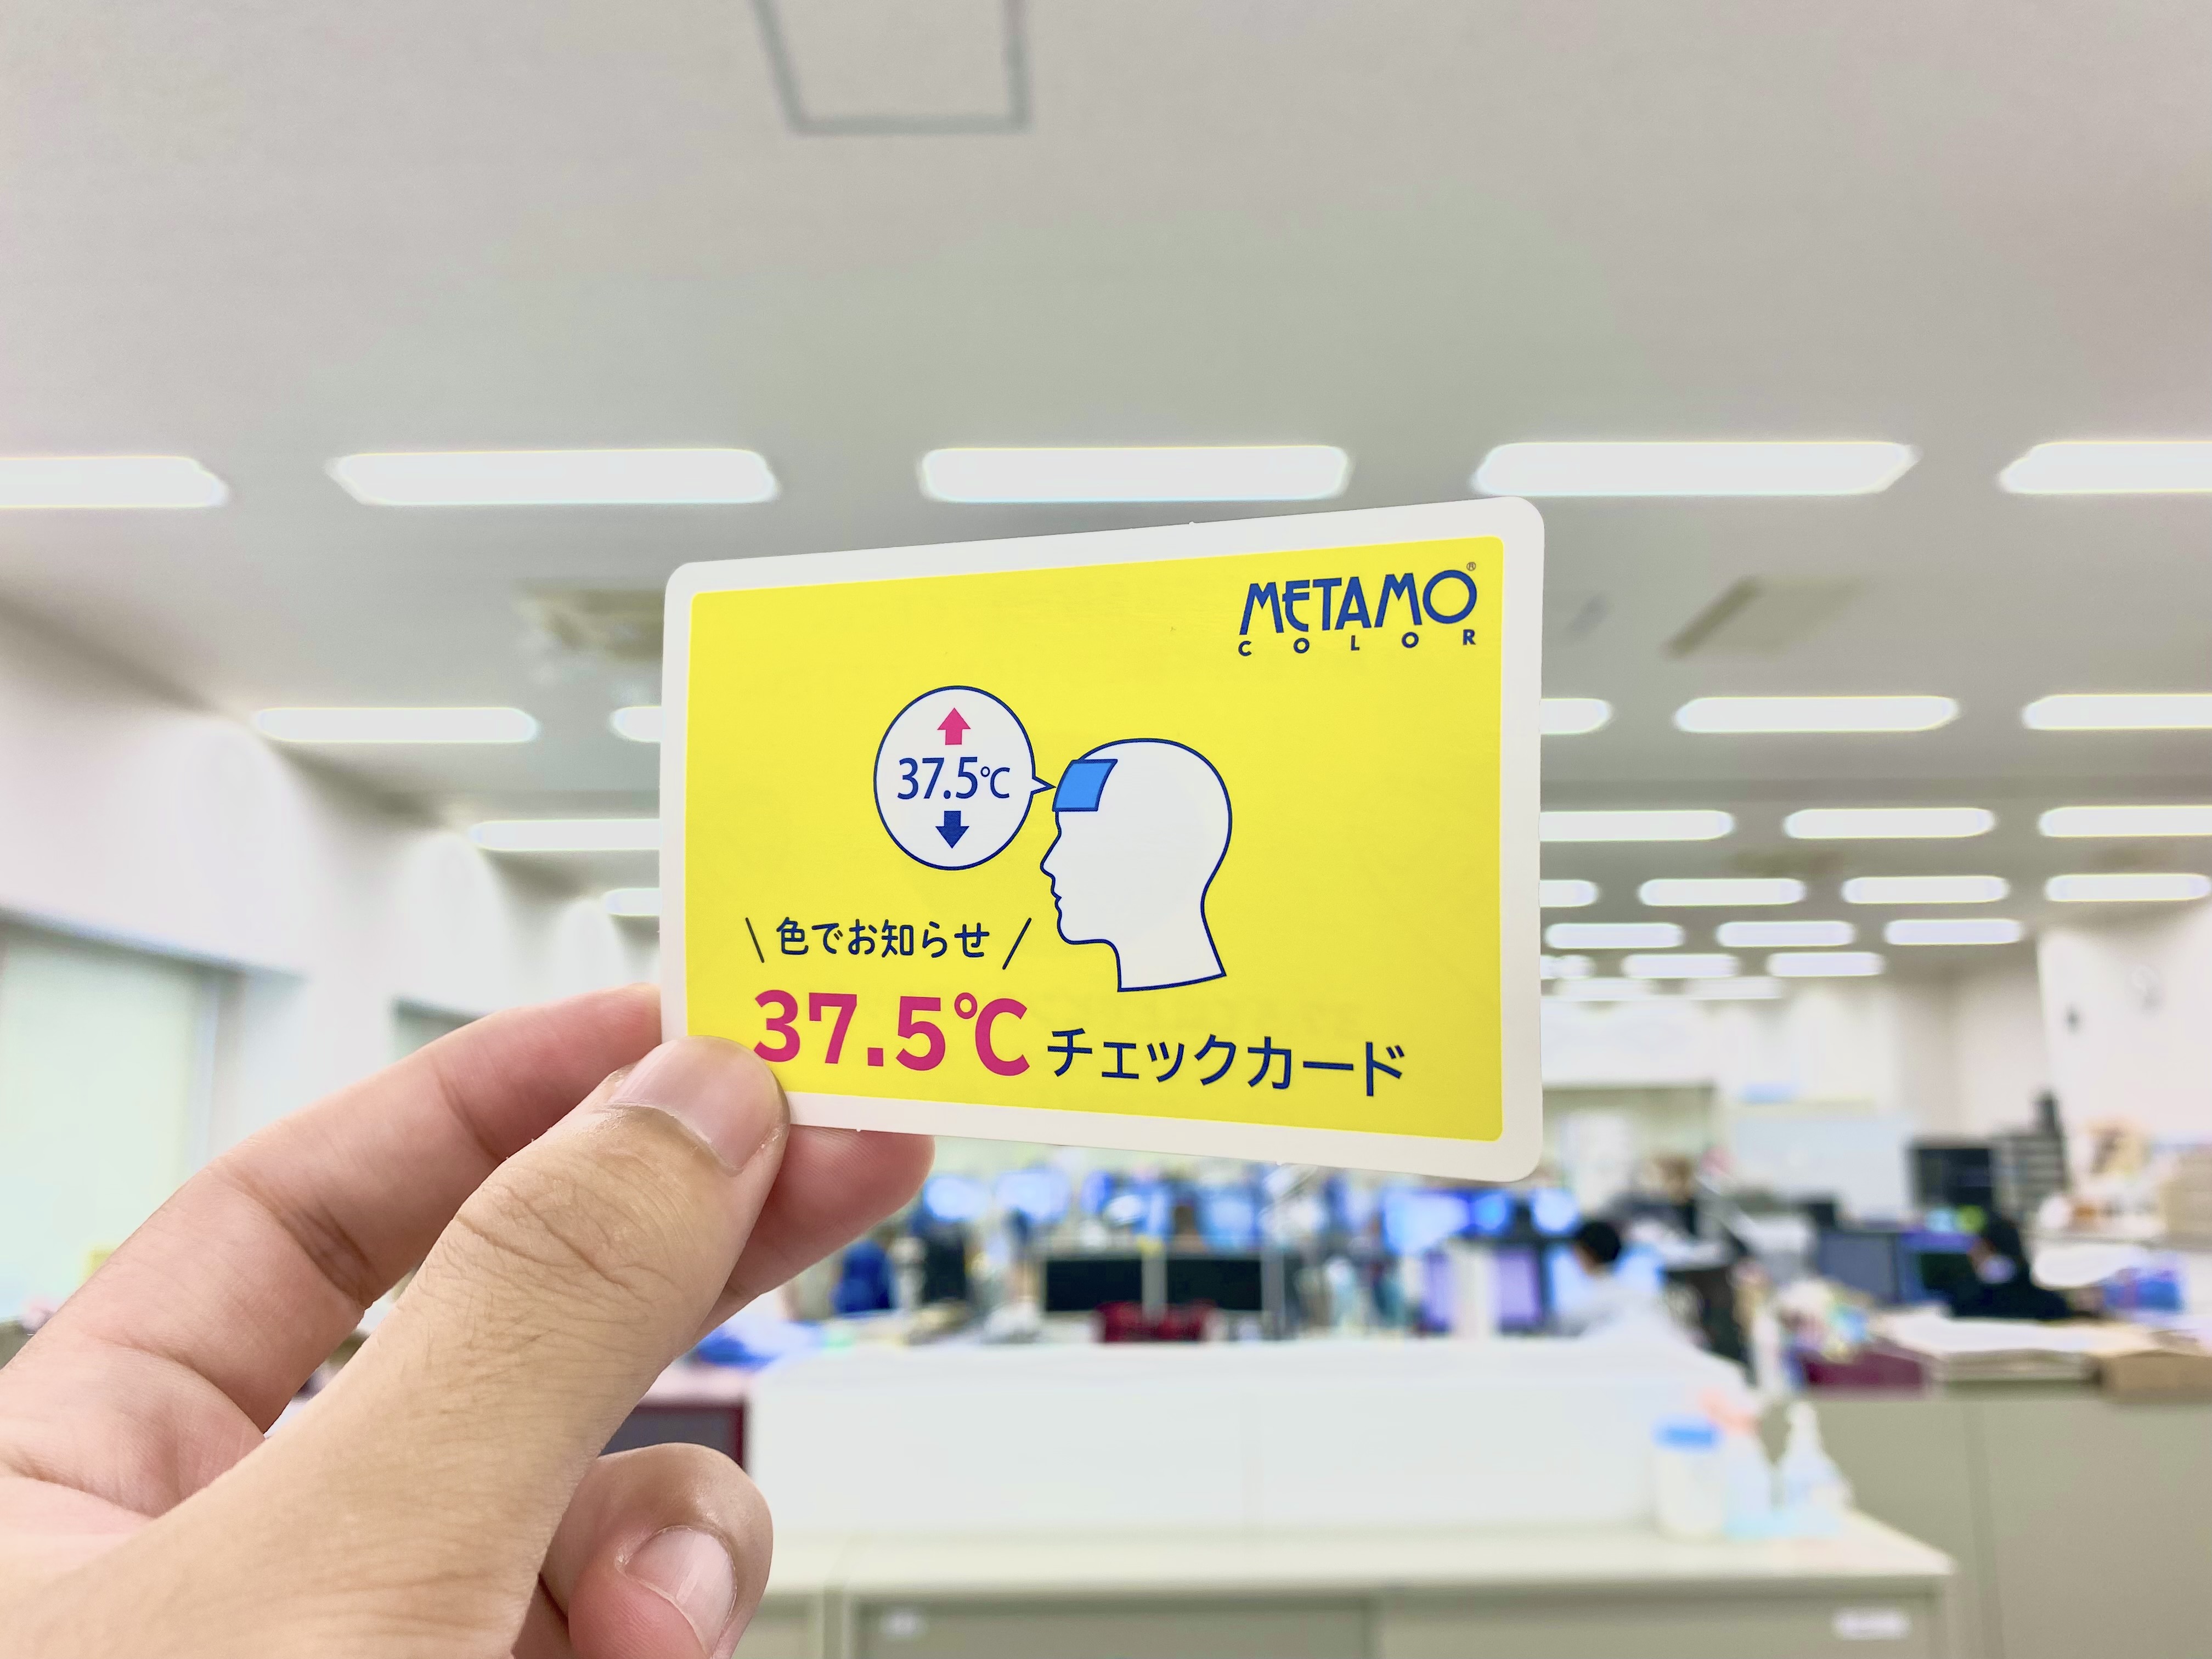 METAMO®
COLOR
37.5℃
\ 色でお知らせ /
37.5℃ チェックカード